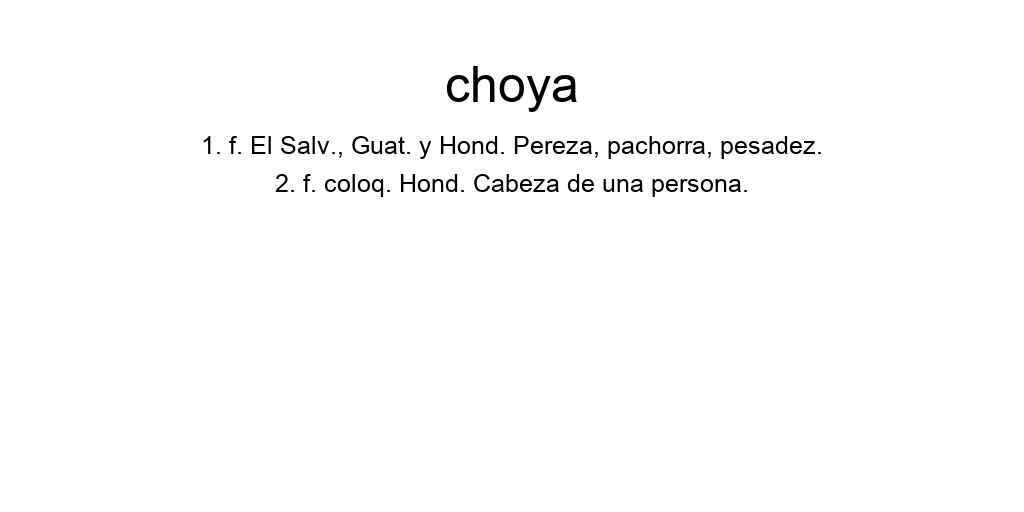 choya
1. f. El Salv., Guat. y Hond. Pereza, pachorra, pesadez.
2. f. coloq. Hond. Cabeza de una persona.